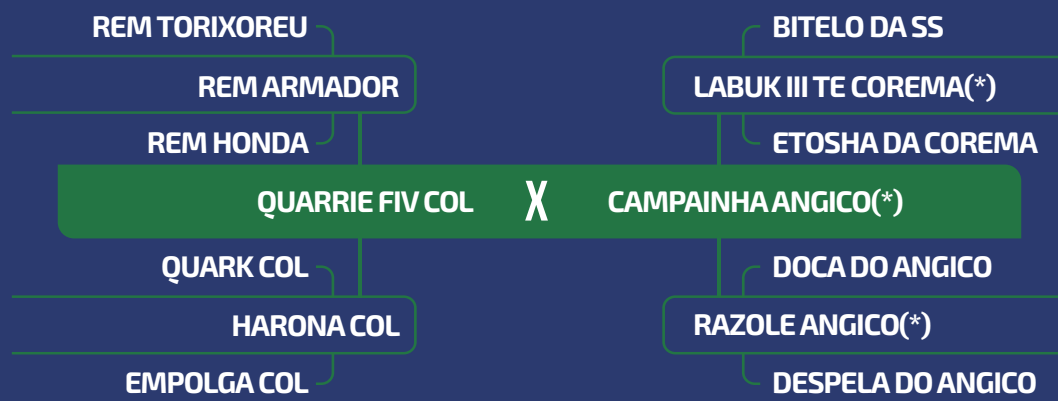 REM TORIXOREU BITELO DA SS
REM ARMADOR LABUK III TE COREMA(*)
REM HONDA ETOSHA DA COREMA
QUARRIE FIV COL X CAMPAINHA ANGICO(*)
QUARK COL DOCA DO ANGICO
HARONA COL RAZOLE ANGICO(*)
EMPOLGA COL DESPELA DO ANGICO